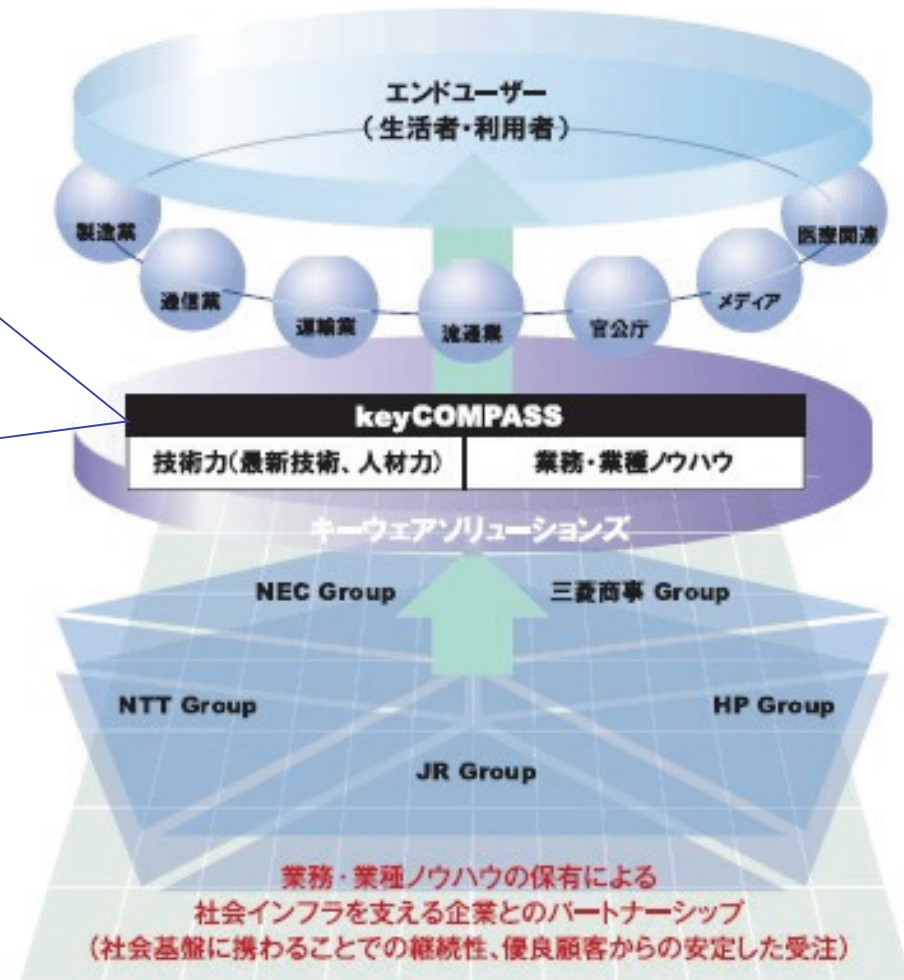 エンドユーザー
(生活者・利用者)
製造業
医療関連
通信業
メディア
運輸業
流通業
官公庁
keyCOMPASS
技術力(最新技術、人材力)
業務・業種ノウハウ
キーウェアソリューションズ
NEC Group
三菱商事 Group
NTT Group
HP Group
JR Group
業務・業種ノウハウの保有による
社会インフラを支える企業とのパートナーシップ
(社会基盤に携わることでの継続性、優良顧客からの安定した受注)